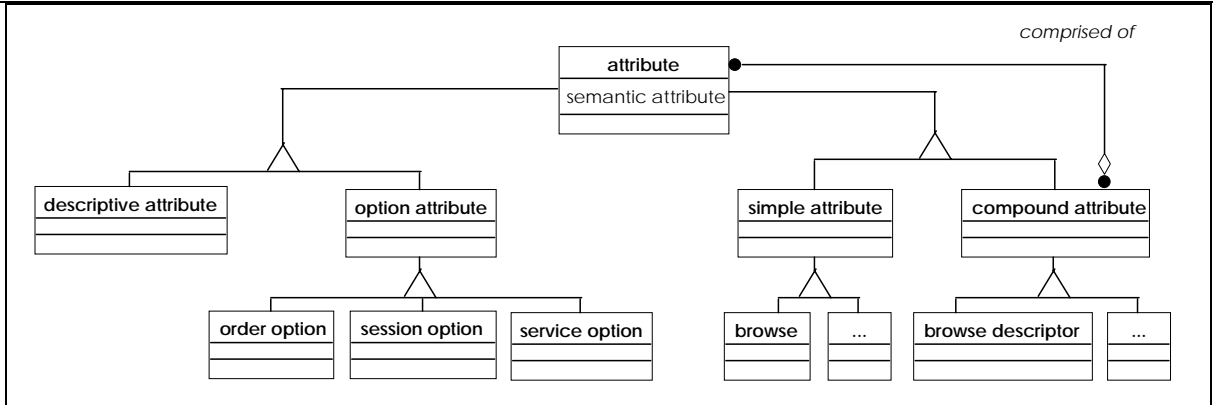 comprised of
attribute
semantic attribute
descriptive attribute
option attribute
simple attribute
compound attribute
order option
session option
service option
browse
...
browse descriptor
...